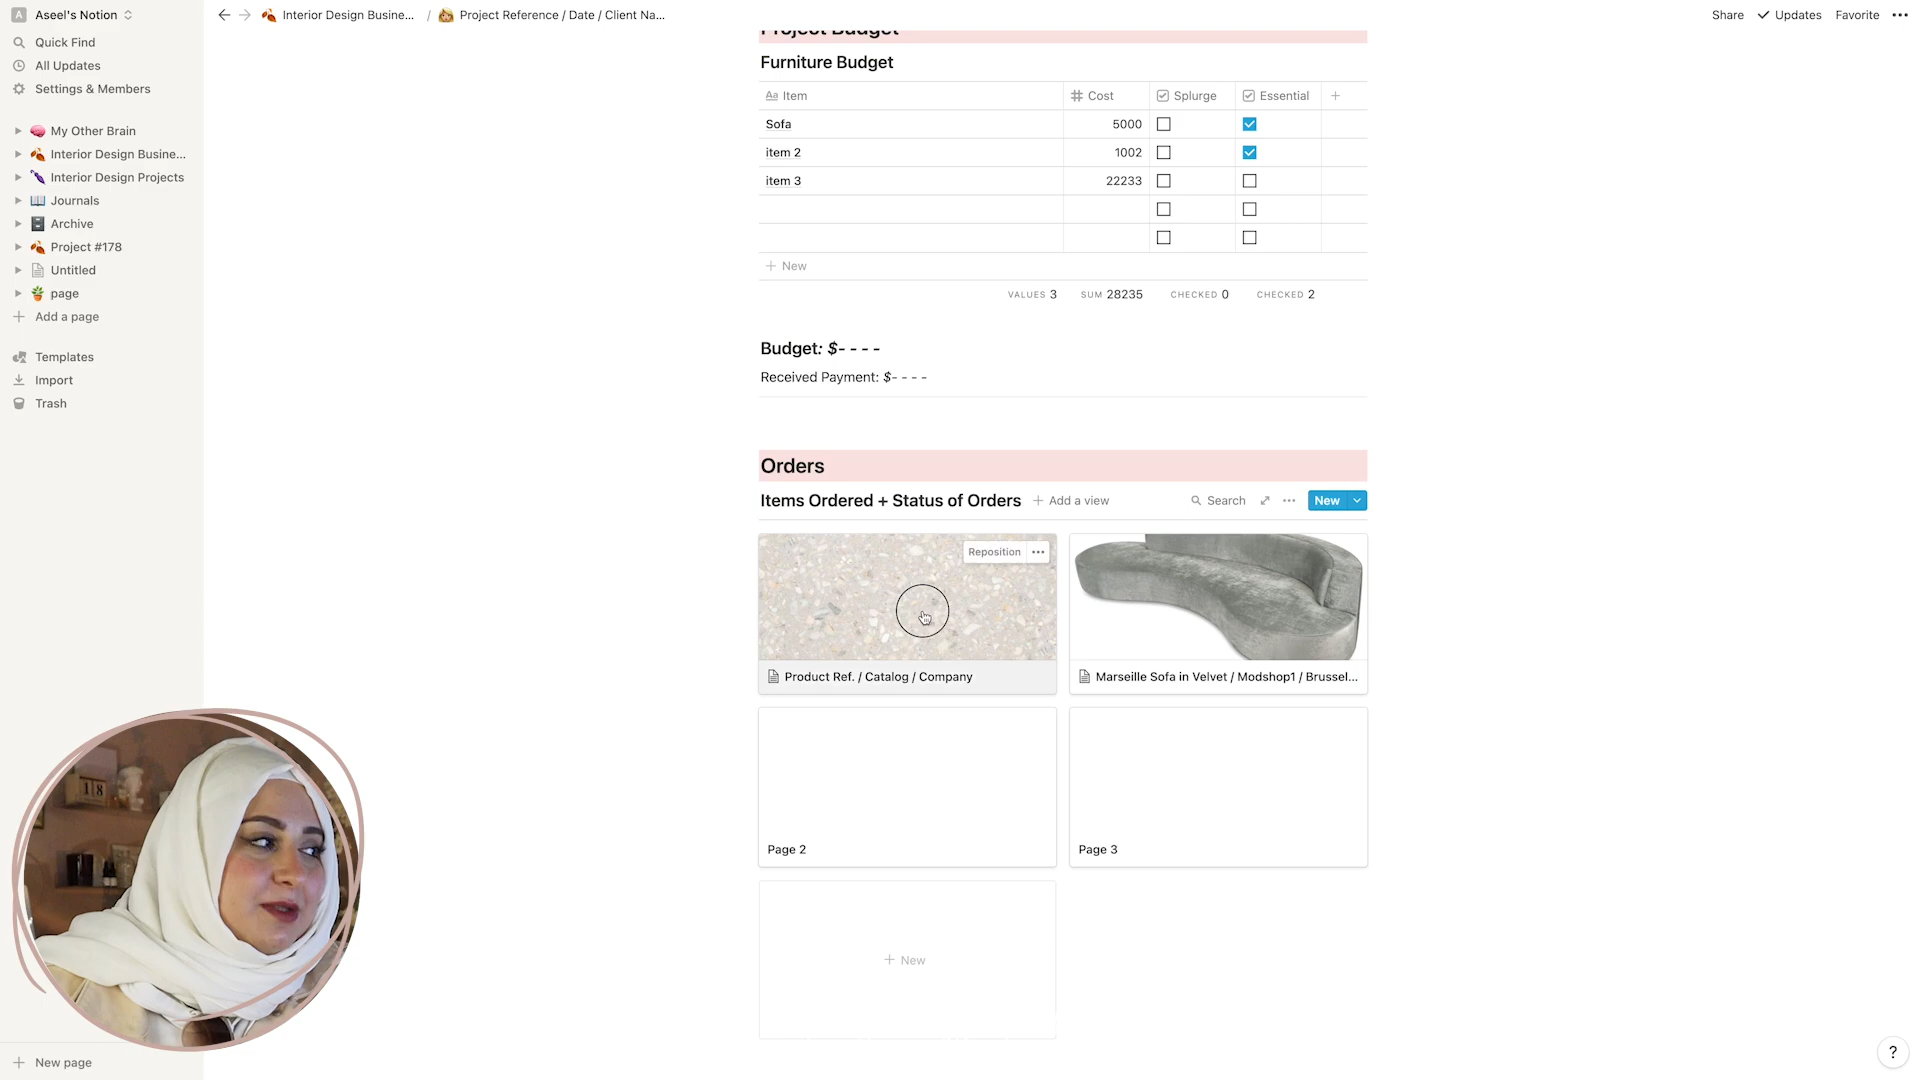 A Aseel's Notion
Interior Design Busine... / Project Reference / Date / Client Na...
Share Updates Favorite
Quick Find
All Updates
Settings & Members
My Other Brain
Interior Design Busine...
Interior Design Projects
Journals
Archive
Project #178
Untitled
page
Add a page
Templates
Import
Trash
New page
Project Budget
Furniture Budget
Aa Item # Cost Splurge Essential +
Sofa 5000
item 2 1002
item 3 22233
+ New
VALUES 3 SUM 28235 CHECKED 0 CHECKED 2
Budget: $- - - -
Received Payment: $- - - -
Orders
Items Ordered + Status of Orders + Add a view Search New
Reposition
Product Ref. / Catalog / Company
Marseille Sofa in Velvet / Modshop1 / Brussel...
Page 2
Page 3
+ New
18
?